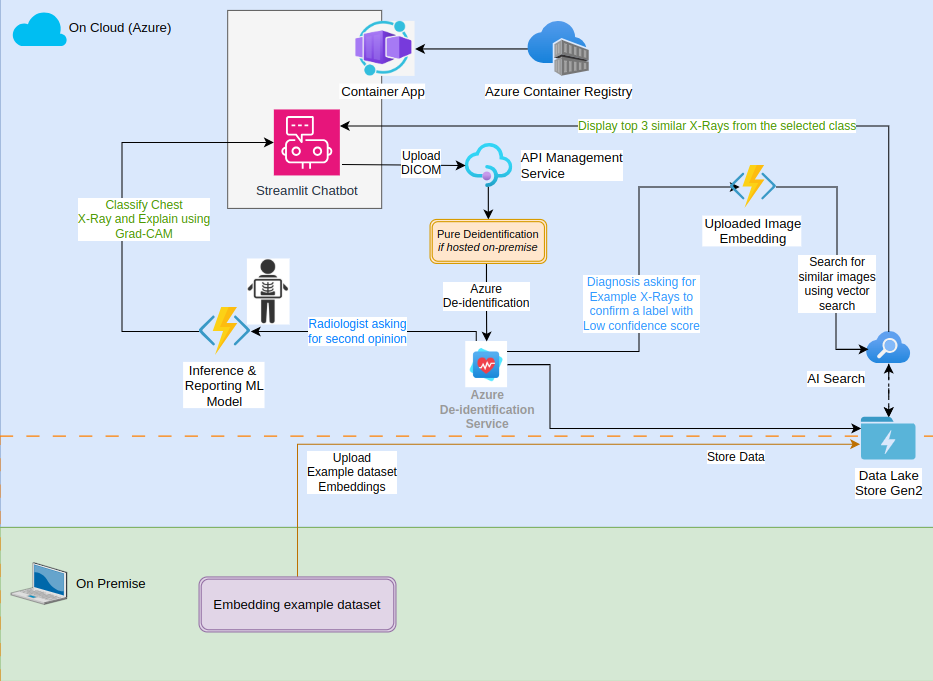 On Cloud (Azure)
Container App
Azure Container Registry
Display top 3 similar X-Rays from the selected class
Streamlit Chatbot
Upload
DICOM
API Management
Service
Classify Chest
X-Ray and Explain using
Grad-CAM
Pure Deidentification
if hosted on-premise
Uploaded Image
Embedding
Azure
De-identification
Diagnosis asking for
Example X-Rays to
confirm a label with
Low confidence score
Search for
similar images
using vector
search
Radiologist asking
for second opinion
Inference &
Reporting ML
Model
AI Search
Azure
De-identification
Service
Upload
Example dataset
Embeddings
Store Data
Data Lake
Store Gen2
On Premise
Embedding example dataset